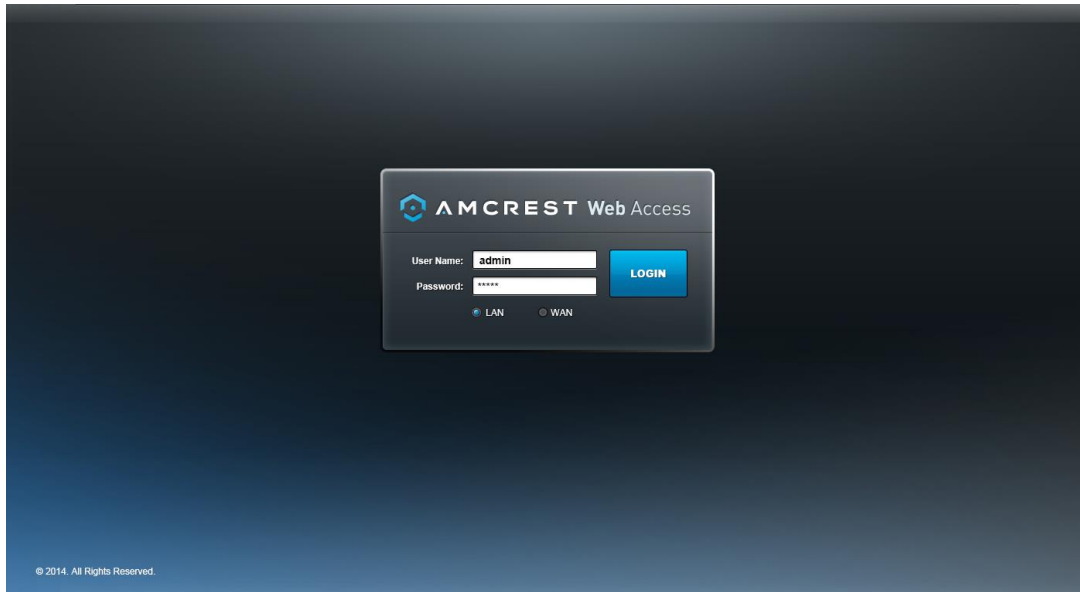 AMCREST Web Access
User Name: admin
LOGIN
Password: *****
LAN WAN
© 2014. All Rights Reserved.